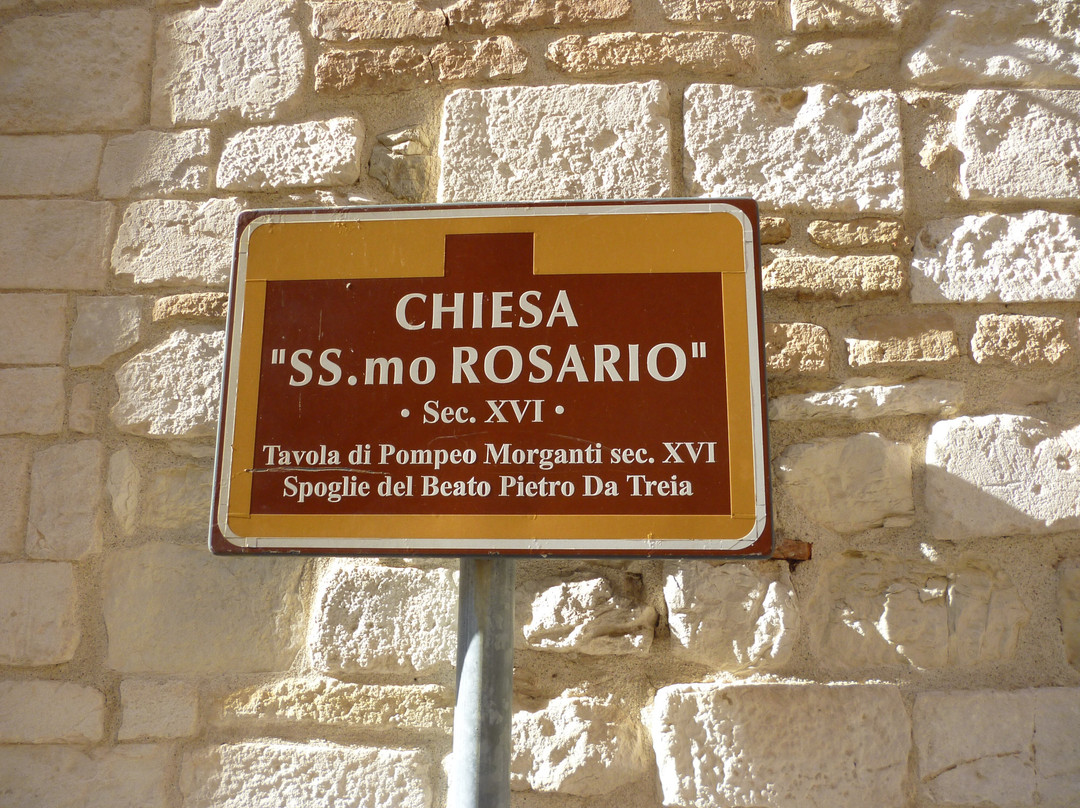 CHIESA
"SS.mo ROSARIO"
• Sec. XVI •
Tavola di Pompeo Morganti sec. XVI
Spoglie del Beato Pietro Da Treia